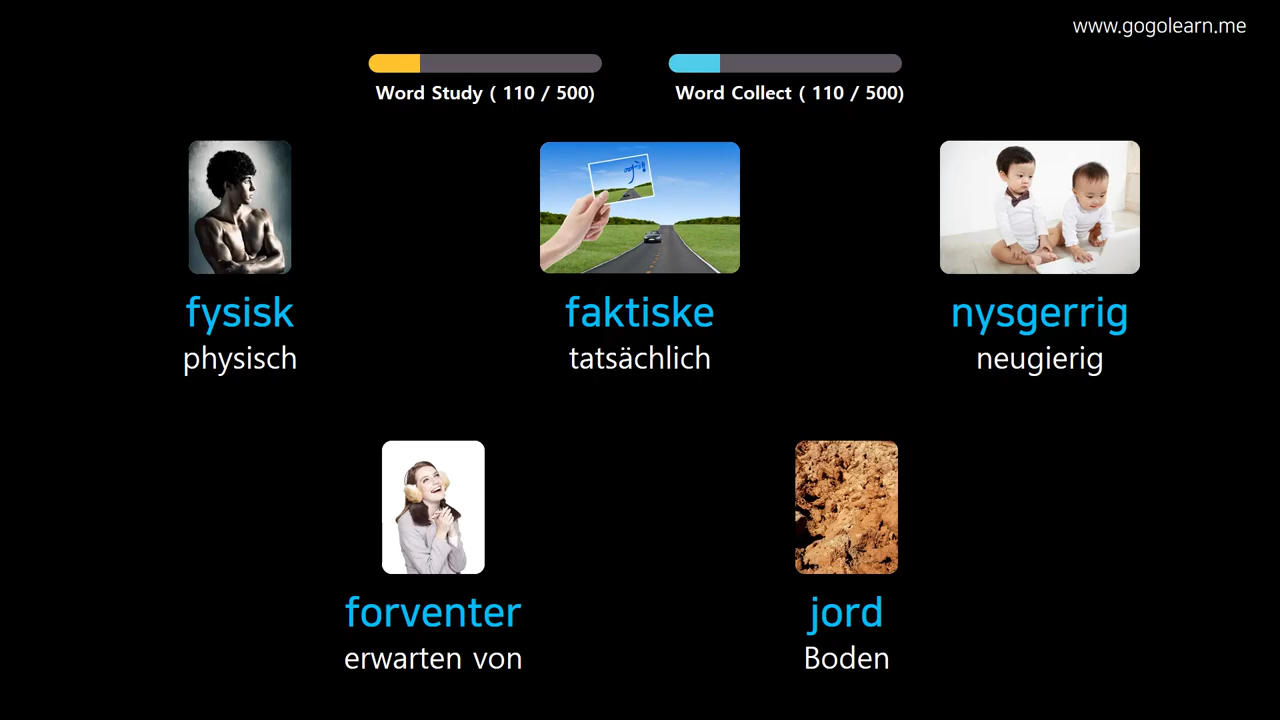 www.gogolearn.me
Word Study ( 110 / 500)
Word Collect ( 110 / 500)
fysisk
physisch
faktiske
tatsächlich
nysgerrig
neugierig
forventer
erwarten von
jord
Boden